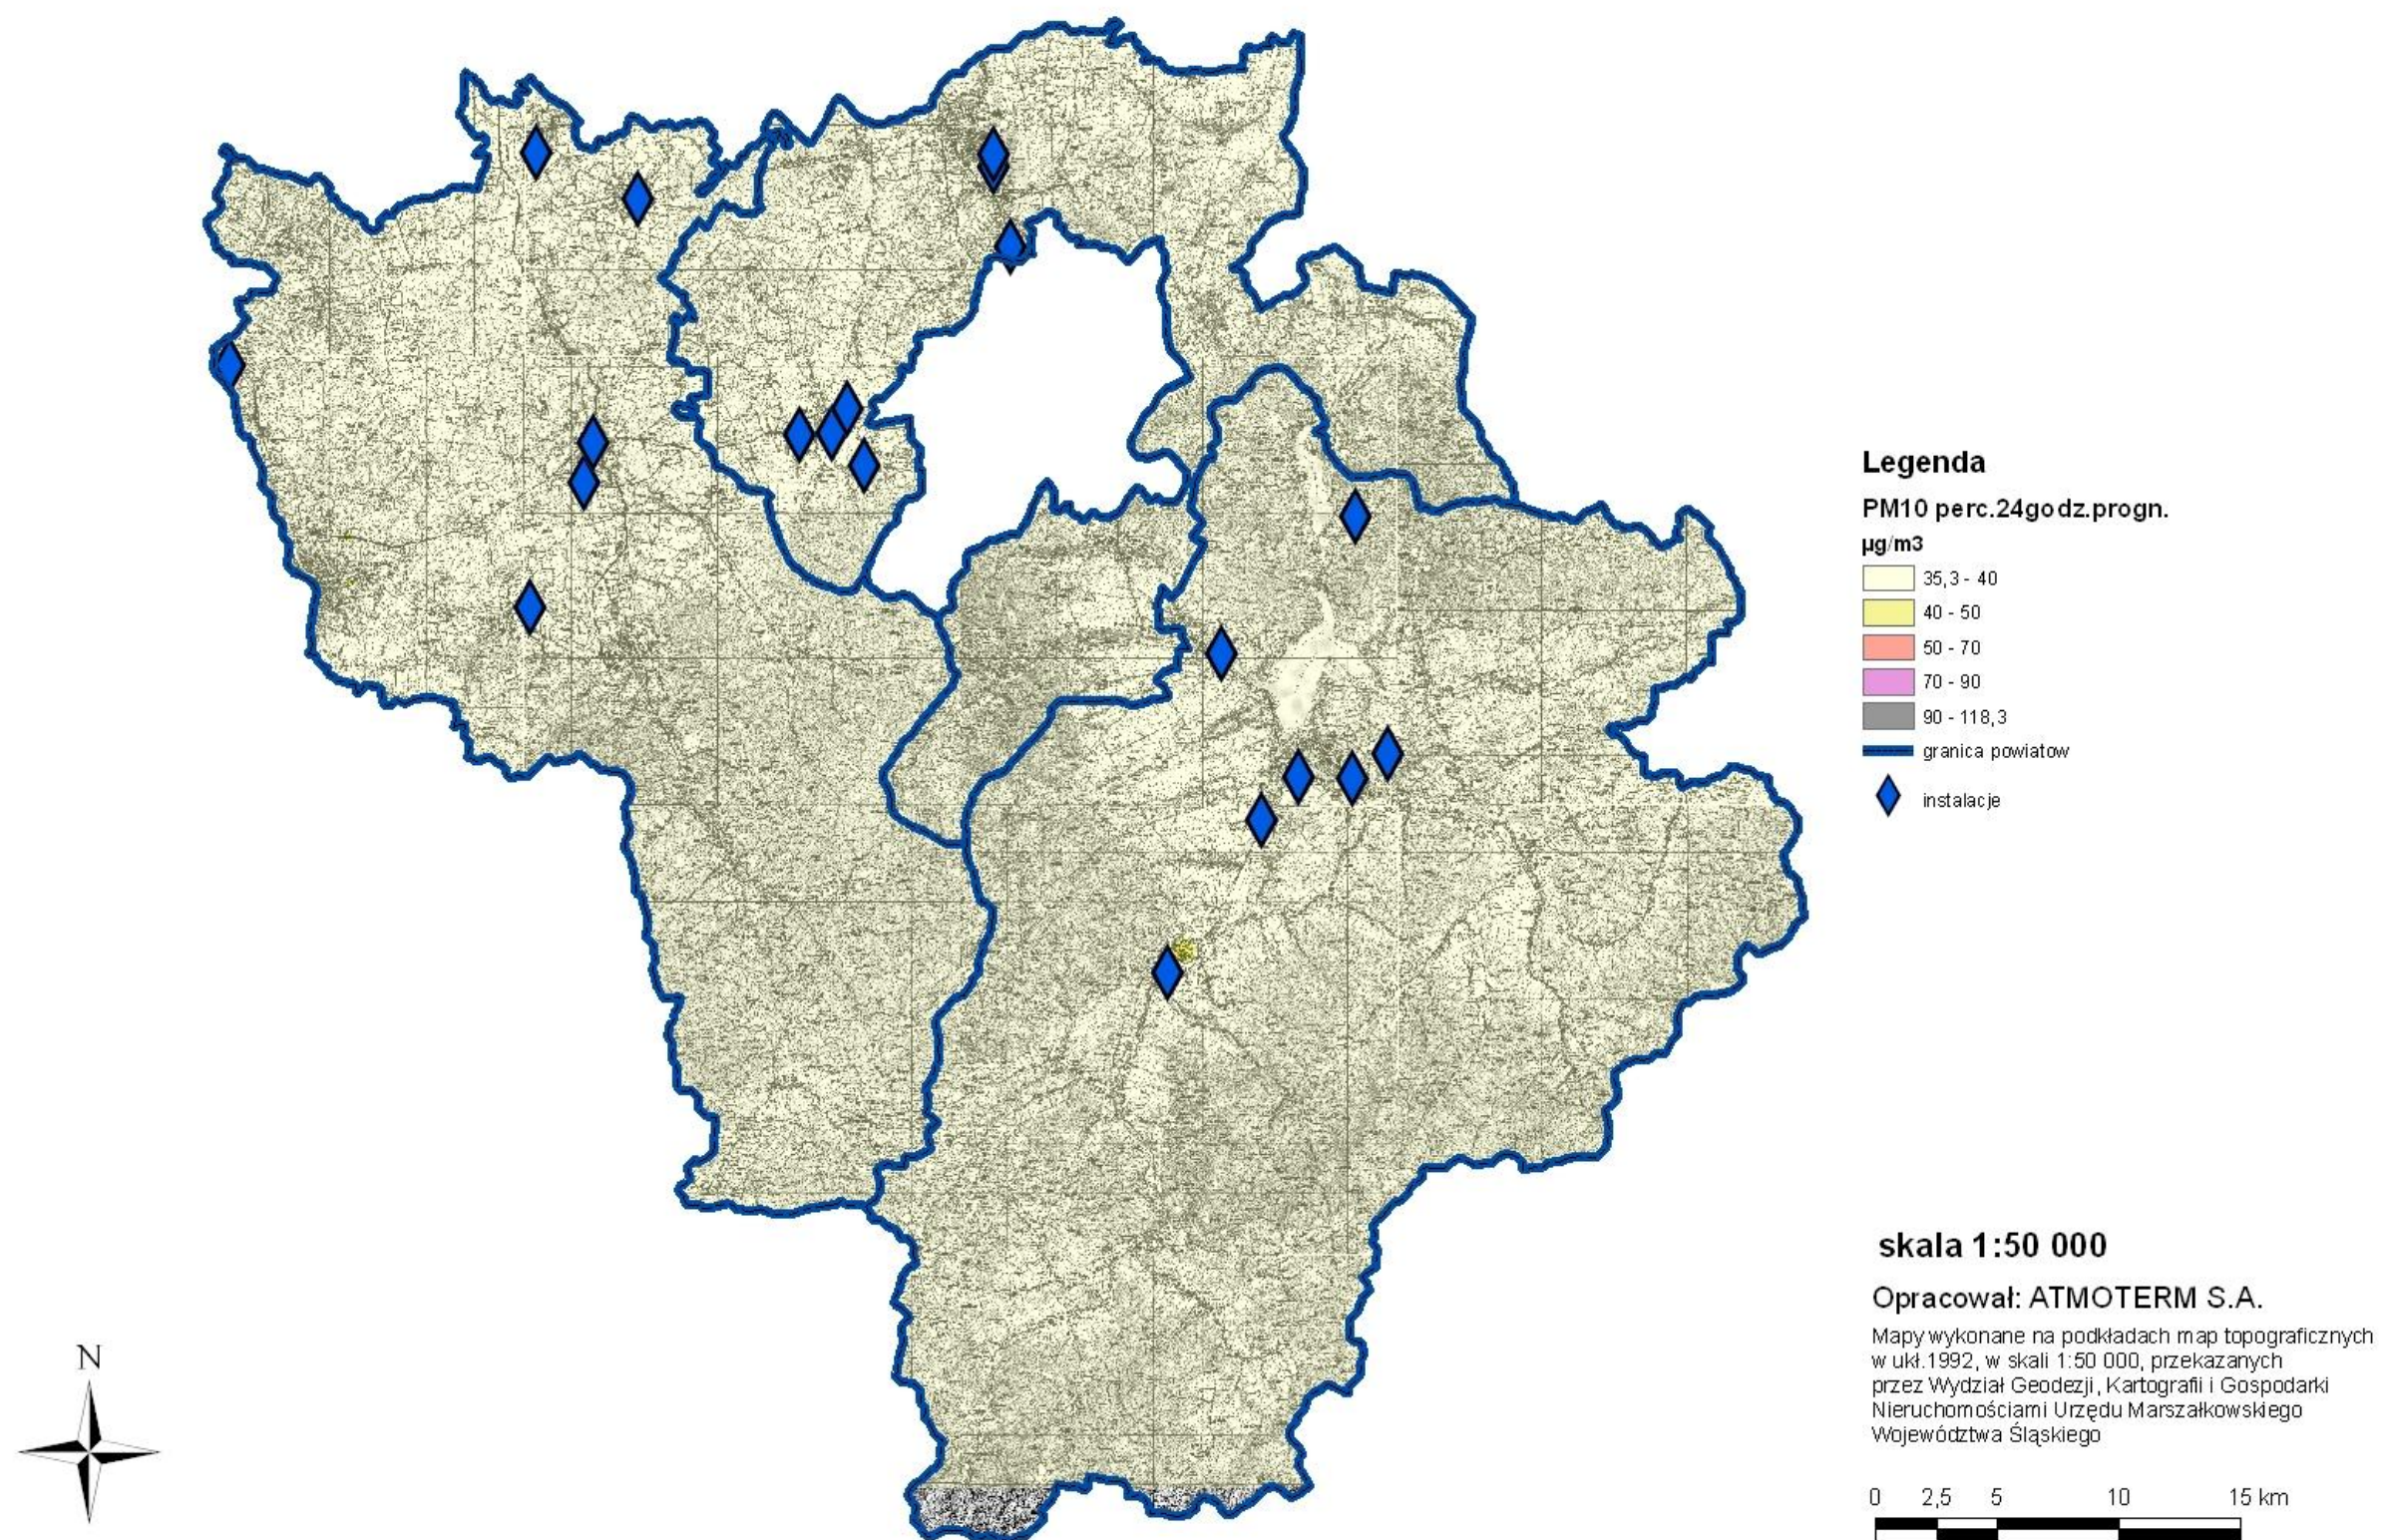 Legenda
PM10 perc.24godz.progn.
µg/m3
35,3 - 40
40 - 50
50 - 70
70 - 90
90 - 118,3
granica powiatow
instalacje
skala 1:50 000
Opracował: ATMOTERM S.A.
Mapy wykonane na podkładach map topograficznych
w ukł.1992, w skali 1:50 000, przekazanych
przez Wydział Geodezji, Kartografii i Gospodarki
Nieruchomościami Urzędu Marszałkowskiego
Województwa Śląskiego
N
0 2,5 5 10 15 km